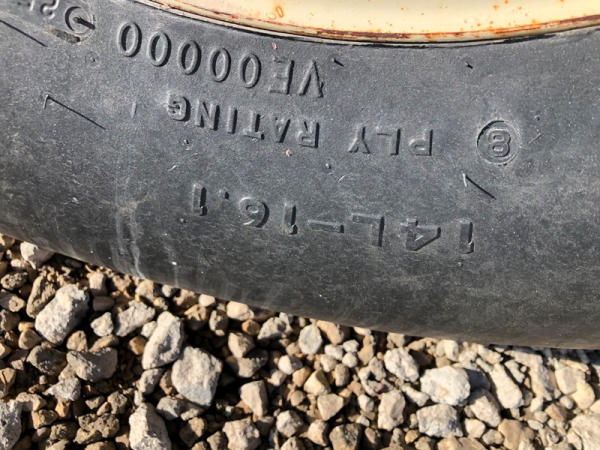 14L-16.1
8 PLY RATING
VE00000